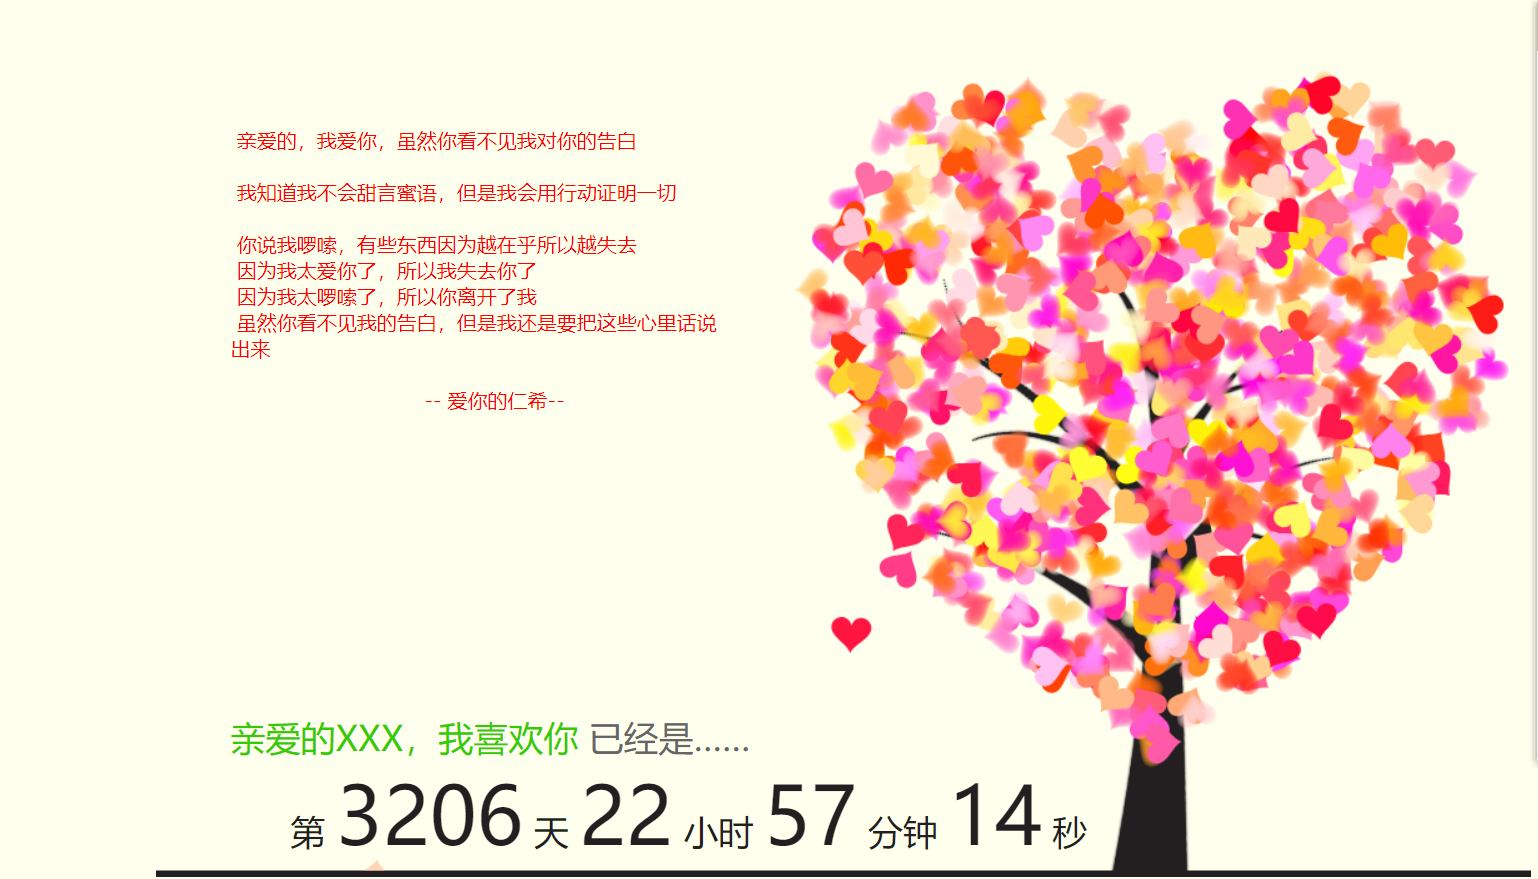 亲爱的，我爱你，虽然你看不见我对你的告白
我知道我不会甜言蜜语，但是我会用行动证明一切
你说我啰嗦，有些东西因为越在乎所以越失去
因为我太爱你了，所以我失去你了
因为我太啰嗦了，所以你离开了我
虽然你看不见我的告白，但是我还是要把这些心里话说
出来
-- 爱你的仁希--
亲爱的XXX，我喜欢你 已经是……
第 3206 天 22 小时 57 分钟 14 秒